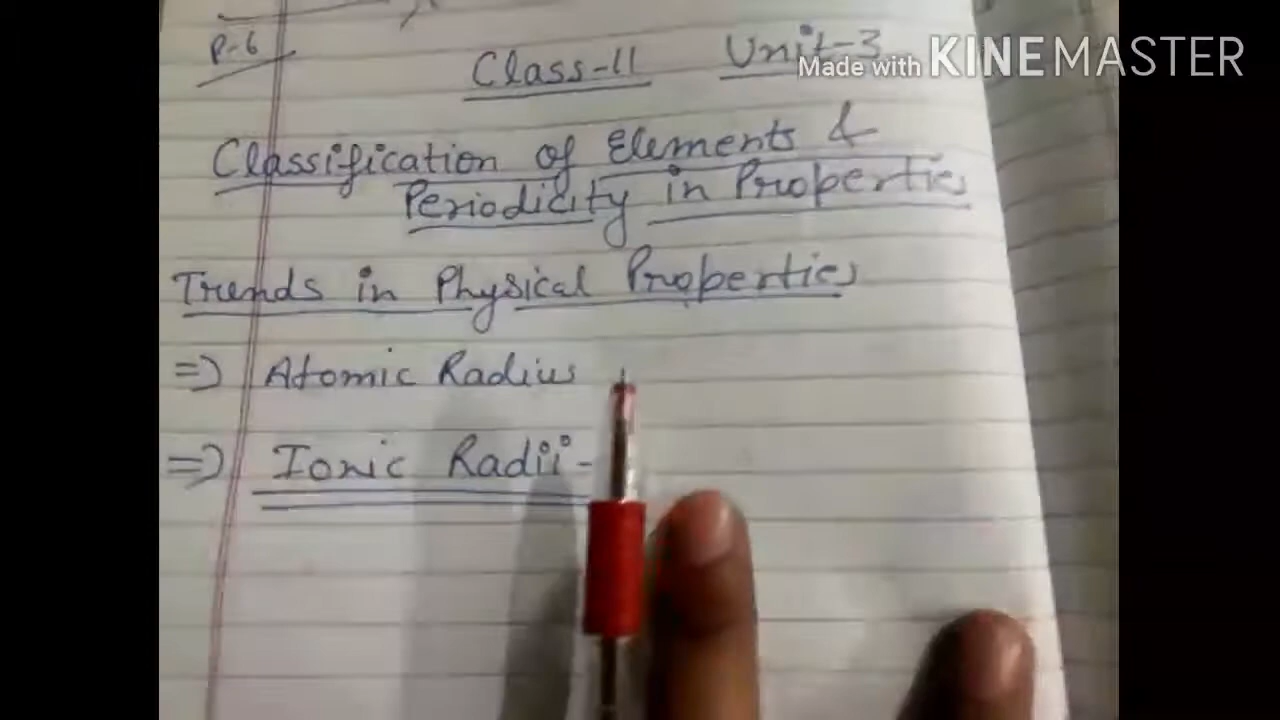 P-6
Class-11 Unit-3
Made with KINEMASTER
Classification of Elements &
Periodicity in Properties
Trends in Physical Properties
=> Atomic Radius
=> Ionic Radii -